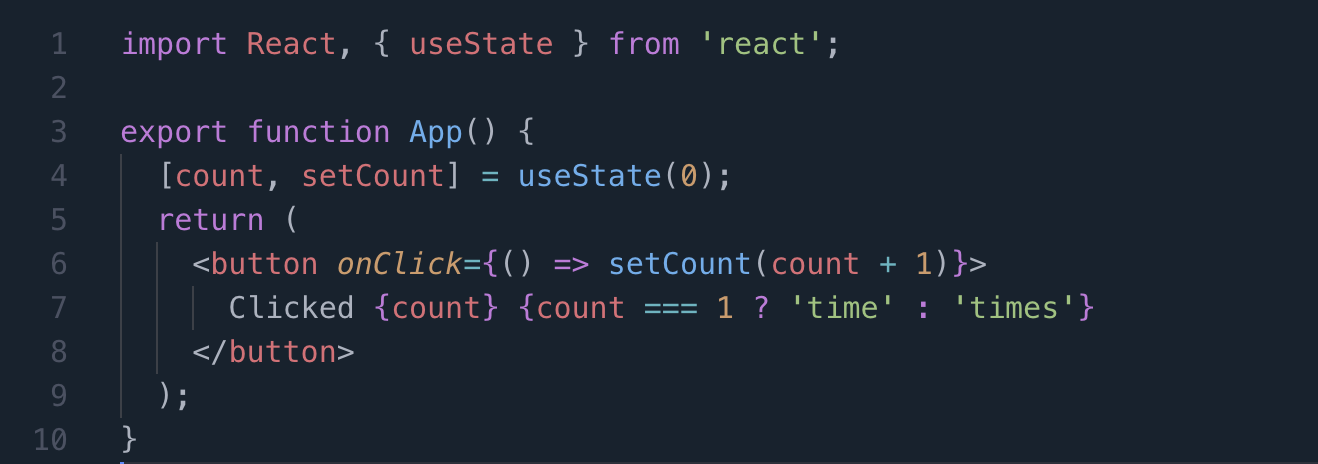 1 import React, { useState } from 'react';
2
3 export function App() {
4   [count, setCount] = useState(0);
5   return (
6     <button onClick={() => setCount(count + 1)}>
7       Clicked {count} {count === 1 ? 'time' : 'times'}
8     </button>
9   );
10 }